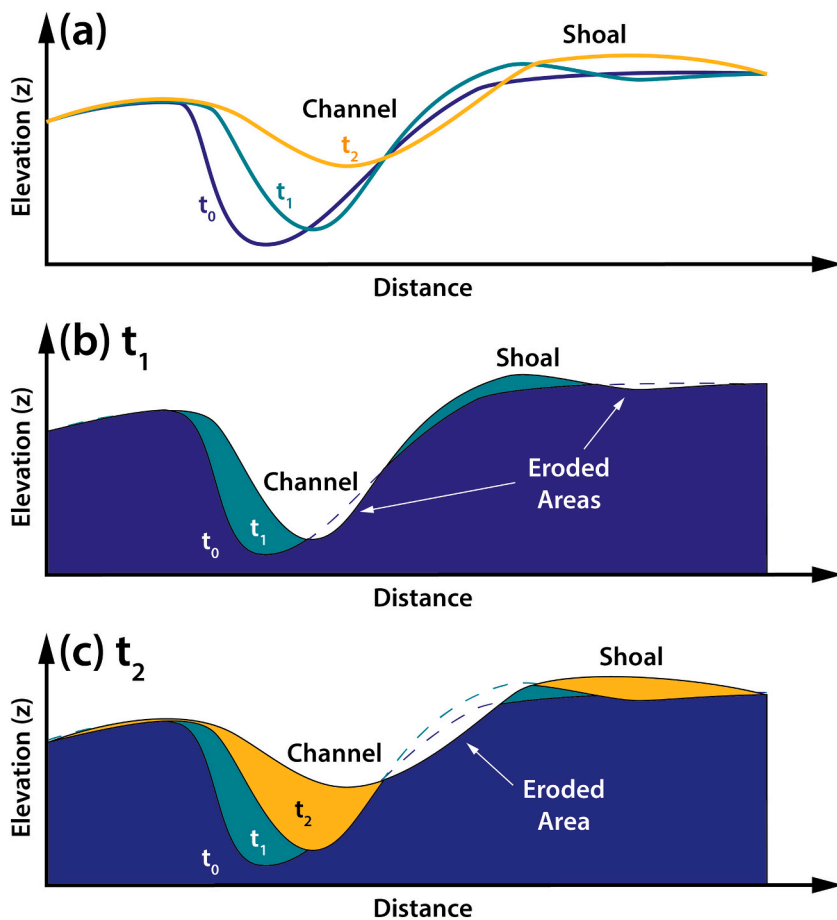 (a)
Shoal
Channel
t₂
t₁
t₀
Elevation (z)
Distance
(b) t₁
Shoal
Channel
Eroded
Areas
t₁
t₀
Elevation (z)
Distance
(c) t₂
Shoal
Channel
Eroded
Area
t₂
t₁
t₀
Elevation (z)
Distance